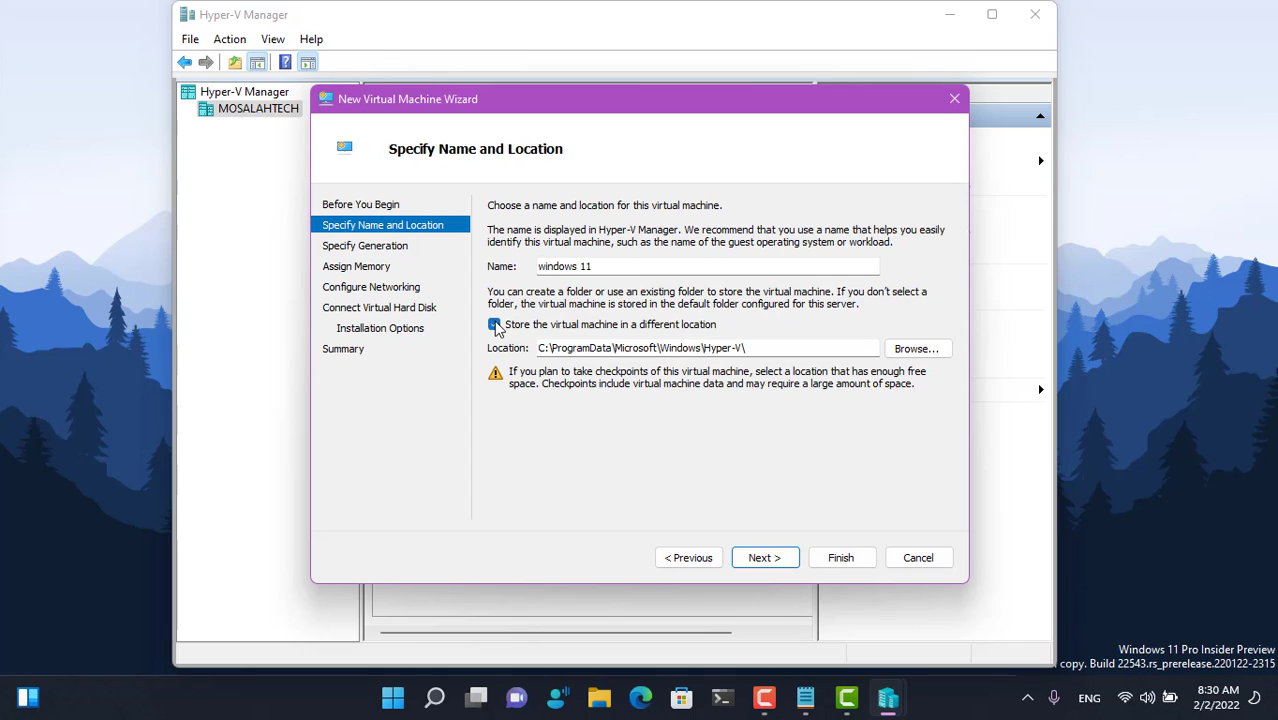 Hyper-V Manager
File Action View Help
Hyper-V Manager
MOSALAHTECH
New Virtual Machine Wizard
Specify Name and Location
Before You Begin
Specify Name and Location
Specify Generation
Assign Memory
Configure Networking
Connect Virtual Hard Disk
Installation Options
Summary
Choose a name and location for this virtual machine.
The name is displayed in Hyper-V Manager. We recommend that you use a name that helps you easily
identify this virtual machine, such as the name of the guest operating system or workload.
Name: windows 11
You can create a folder or use an existing folder to store the virtual machine. If you don't select a
folder, the virtual machine is stored in the default folder configured for this server.
Store the virtual machine in a different location
Location: C:\ProgramData\Microsoft\Windows\Hyper-V\ Browse...
If you plan to take checkpoints of this virtual machine, select a location that has enough free
space. Checkpoints include virtual machine data and may require a large amount of space.
< Previous Next > Finish Cancel
Windows 11 Pro Insider Preview
copy. Build 22543.rs_prerelease.220122-2315
ENG
8:30 AM
2/2/2022